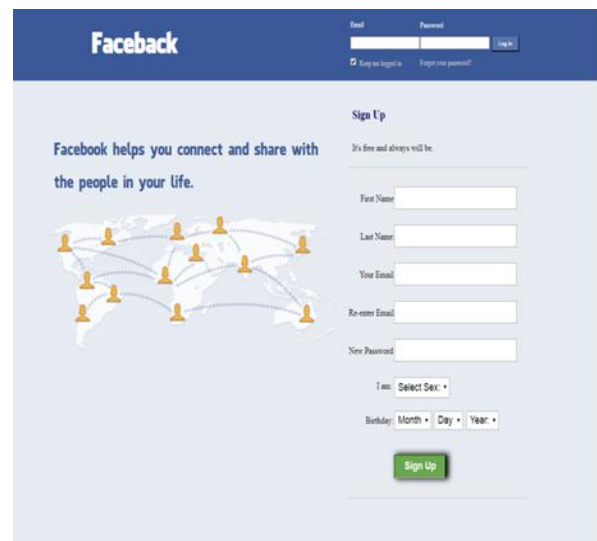 Faceback
Email Password
Log In
Keep me logged in Forgot your password?
Sign Up
Facebook helps you connect and share with
the people in your life.
It's free and always will be.
First Name
Last Name
Your Email
Re-enter Email
New Password
I am: Select Sex:
Birthday: Month Day Year:
Sign Up